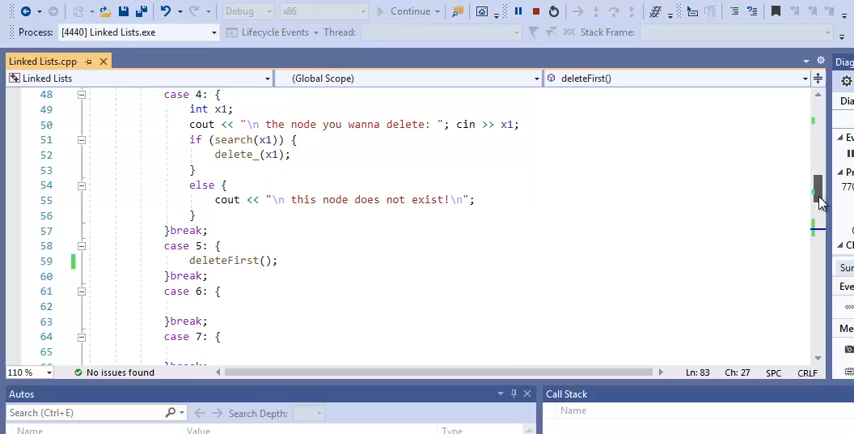 Debug x86 Continue
Process: [4440] Linked Lists.exe Lifecycle Events Thread: Stack Frame:
Linked Lists.cpp Diag
Linked Lists (Global Scope) deleteFirst()
48 case 4: {
49 int x1;
50 cout << "\n the node you wanna delete: "; cin >> x1;
51 if (search(x1)) {
52 delete_(x1);
53 }
54 else {
55 cout << "\n this node does not exist!\n";
56 }
57 }break;
58 case 5: {
59 deleteFirst();
60 }break;
61 case 6: {
62
63 }break;
64 case 7: {
65
110 % No issues found Ln: 83 Ch: 27 SPC CRLF
Autos Call Stack
Search (Ctrl+E) Search Depth: Name
Name Value Type